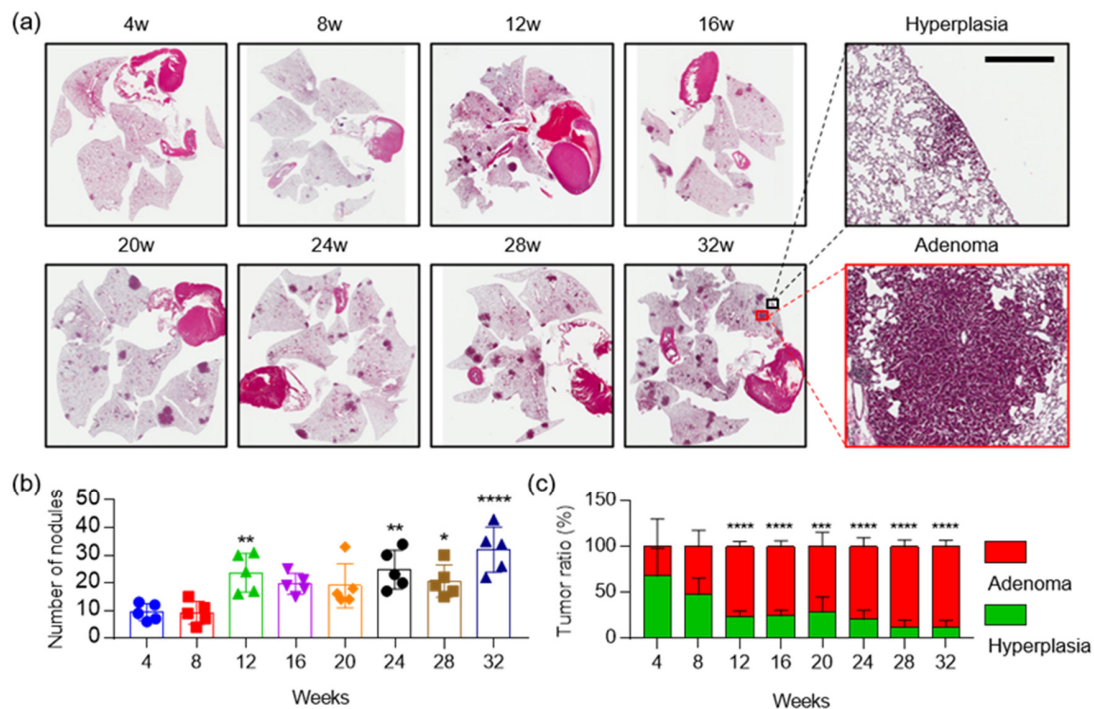 (a)
4w 8w 12w 16w Hyperplasia
20w 24w 28w 32w Adenoma
(b)
Number of nodules
50
40
30
20
10
0
** ** * ****
4 8 12 16 20 24 28 32
Weeks
(c)
Tumor ratio (%)
150
100
50
0
**** **** *** **** **** ****
4 8 12 16 20 24 28 32
Weeks
Adenoma
Hyperplasia